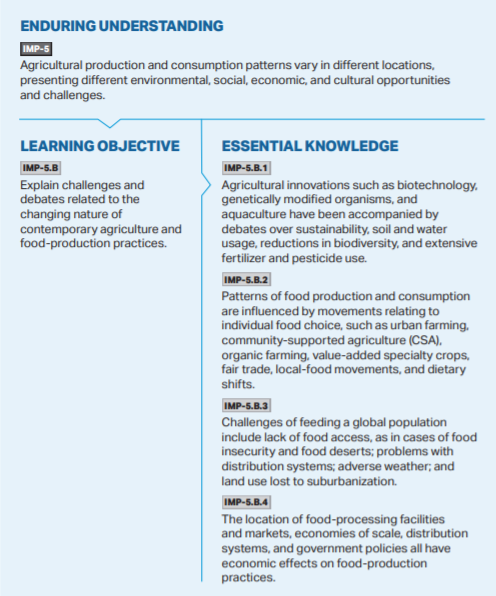 ENDURING UNDERSTANDING
IMP-5
Agricultural production and consumption patterns vary in different locations,
presenting different environmental, social, economic, and cultural opportunities
and challenges.
LEARNING OBJECTIVE
IMP-5.B
Explain challenges and
debates related to the
changing nature of
contemporary agriculture and
food-production practices.
ESSENTIAL KNOWLEDGE
IMP-5.B.1
Agricultural innovations such as biotechnology,
genetically modified organisms, and
aquaculture have been accompanied by
debates over sustainability, soil and water
usage, reductions in biodiversity, and extensive
fertilizer and pesticide use.
IMP-5.B.2
Patterns of food production and consumption
are influenced by movements relating to
individual food choice, such as urban farming,
community-supported agriculture (CSA),
organic farming, value-added specialty crops,
fair trade, local-food movements, and dietary
shifts.
IMP-5.B.3
Challenges of feeding a global population
include lack of food access, as in cases of food
insecurity and food deserts; problems with
distribution systems; adverse weather; and
land use lost to suburbanization.
IMP-5.B.4
The location of food-processing facilities
and markets, economies of scale, distribution
systems, and government policies all have
economic effects on food-production
practices.